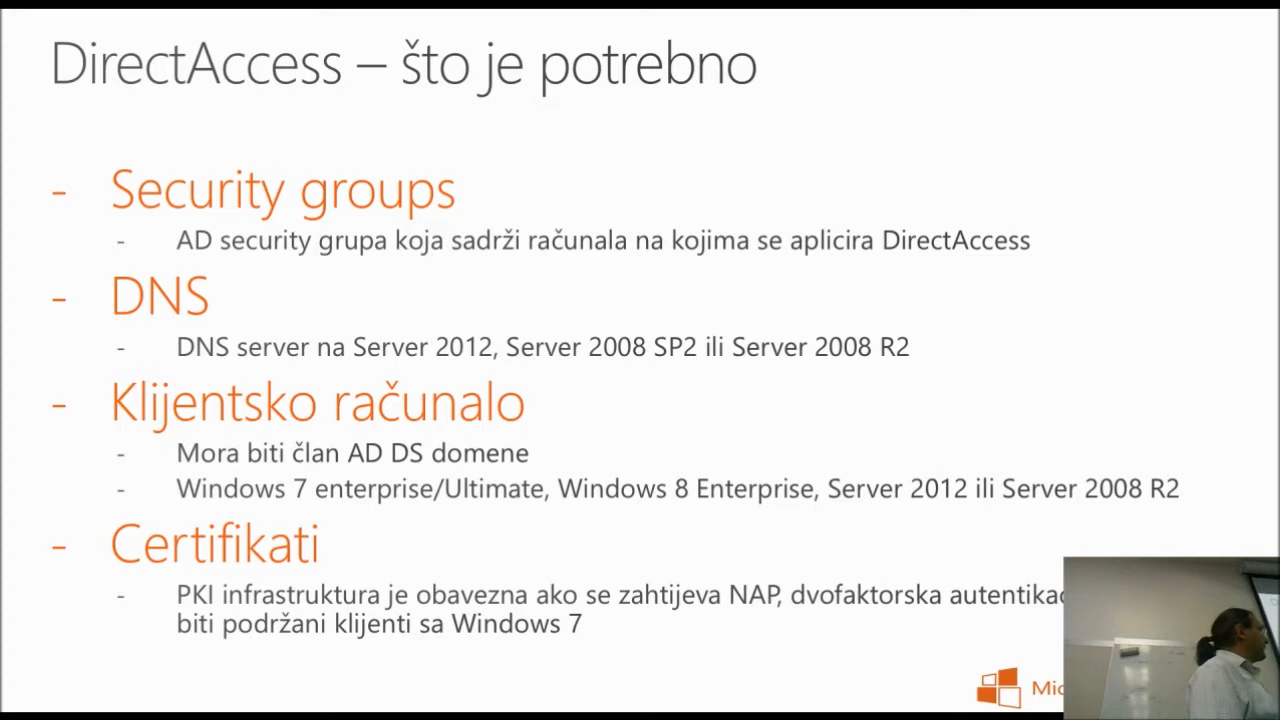 DirectAccess – što je potrebno
- Security groups
- AD security grupa koja sadrži računala na kojima se aplicira DirectAccess
- DNS
- DNS server na Server 2012, Server 2008 SP2 ili Server 2008 R2
- Klijentsko računalo
- Mora biti član AD DS domene
- Windows 7 enterprise/Ultimate, Windows 8 Enterprise, Server 2012 ili Server 2008 R2
- Certifikati
- PKI infrastruktura je obavezna ako se zahtijeva NAP, dvofaktorska
biti podržani klijenti sa Windows 7